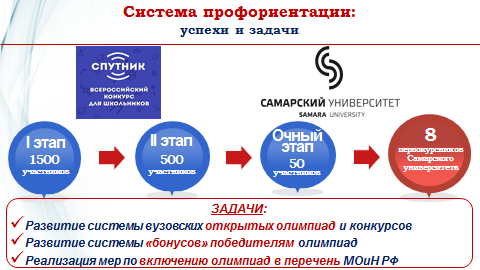 Система профориентации:
успехи и задачи
СПУТНИК
ВСЕРОССИЙСКИЙ
КОНКУРС
ДЛЯ ШКОЛЬНИКОВ
САМАРСКИЙ УНИВЕРСИТЕТ
SAMARA UNIVERSITY
I этап
1500
участников
II этап
500
участников
Очный
этап
50
участников
8
первокурсников
Самарского
университета
ЗАДАЧИ:
Развитие системы вузовских открытых олимпиад и конкурсов
Развитие системы «бонусов» победителям олимпиад
Реализация мер по включению олимпиад в перечень МОиН РФ